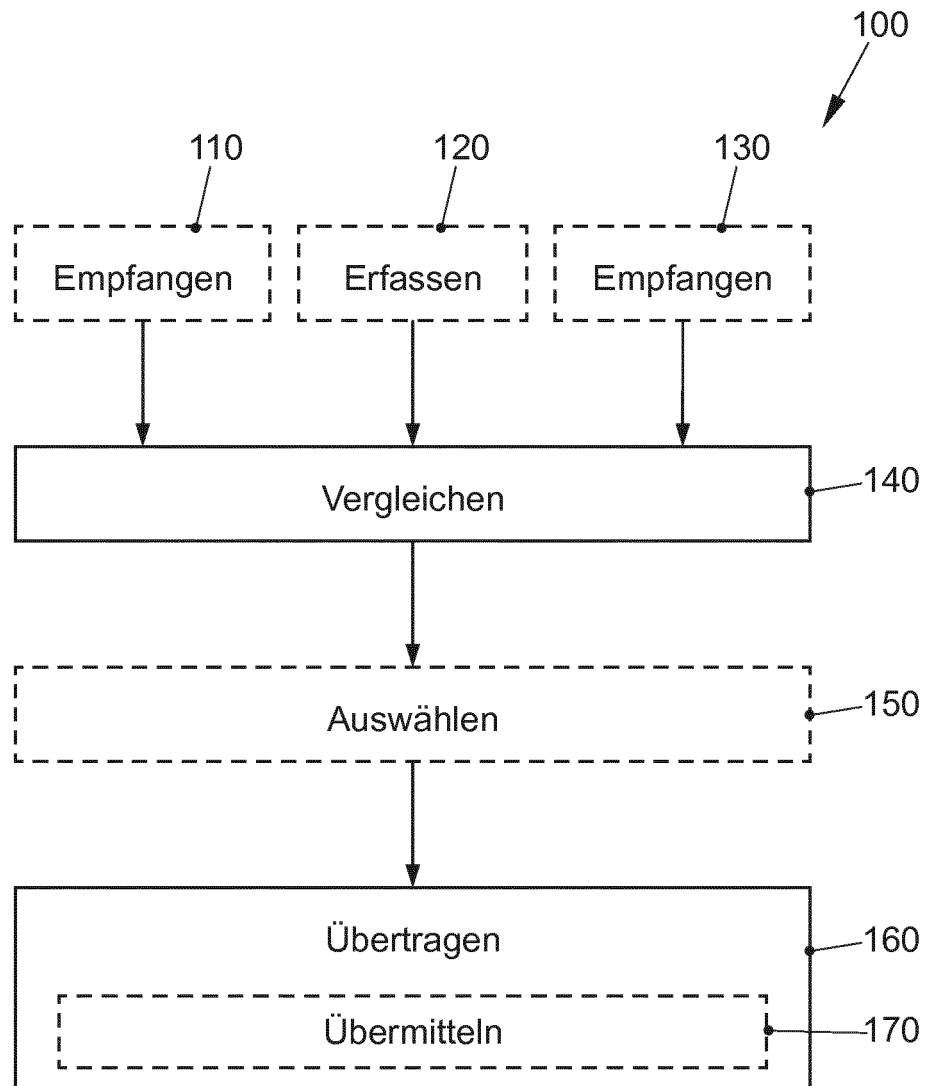 100
110 120 130
Empfangen Erfassen Empfangen
Vergleichen 140
Auswählen 150
Übertragen 160
Übermitteln 170